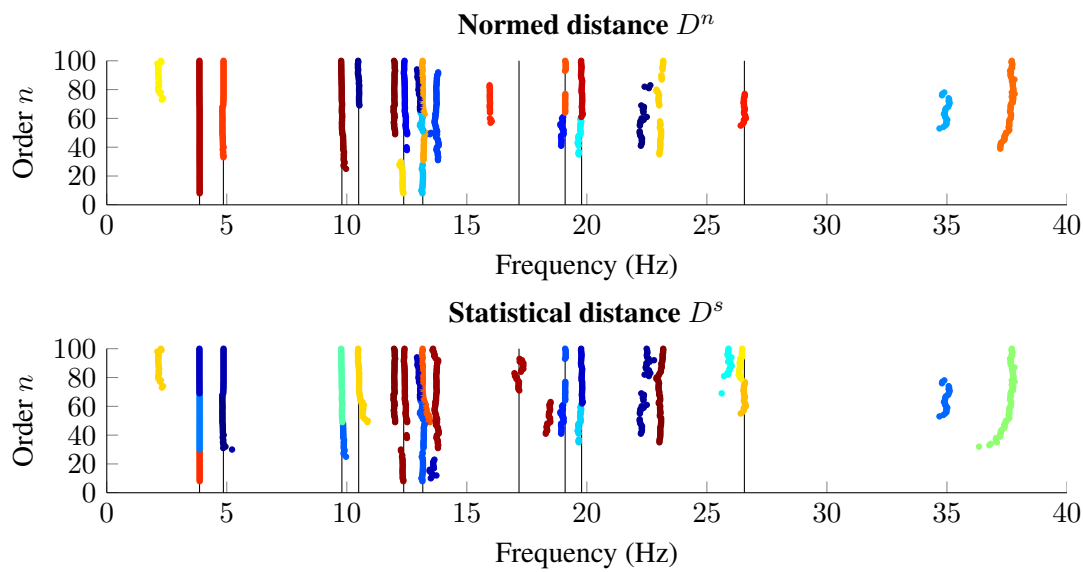 Normed distance Dⁿ
100
80
60
40
20
0
Order n
0 5 10 15 20 25 30 35 40
Frequency (Hz)
Statistical distance Dˢ
100
80
60
40
20
0
Order n
0 5 10 15 20 25 30 35 40
Frequency (Hz)